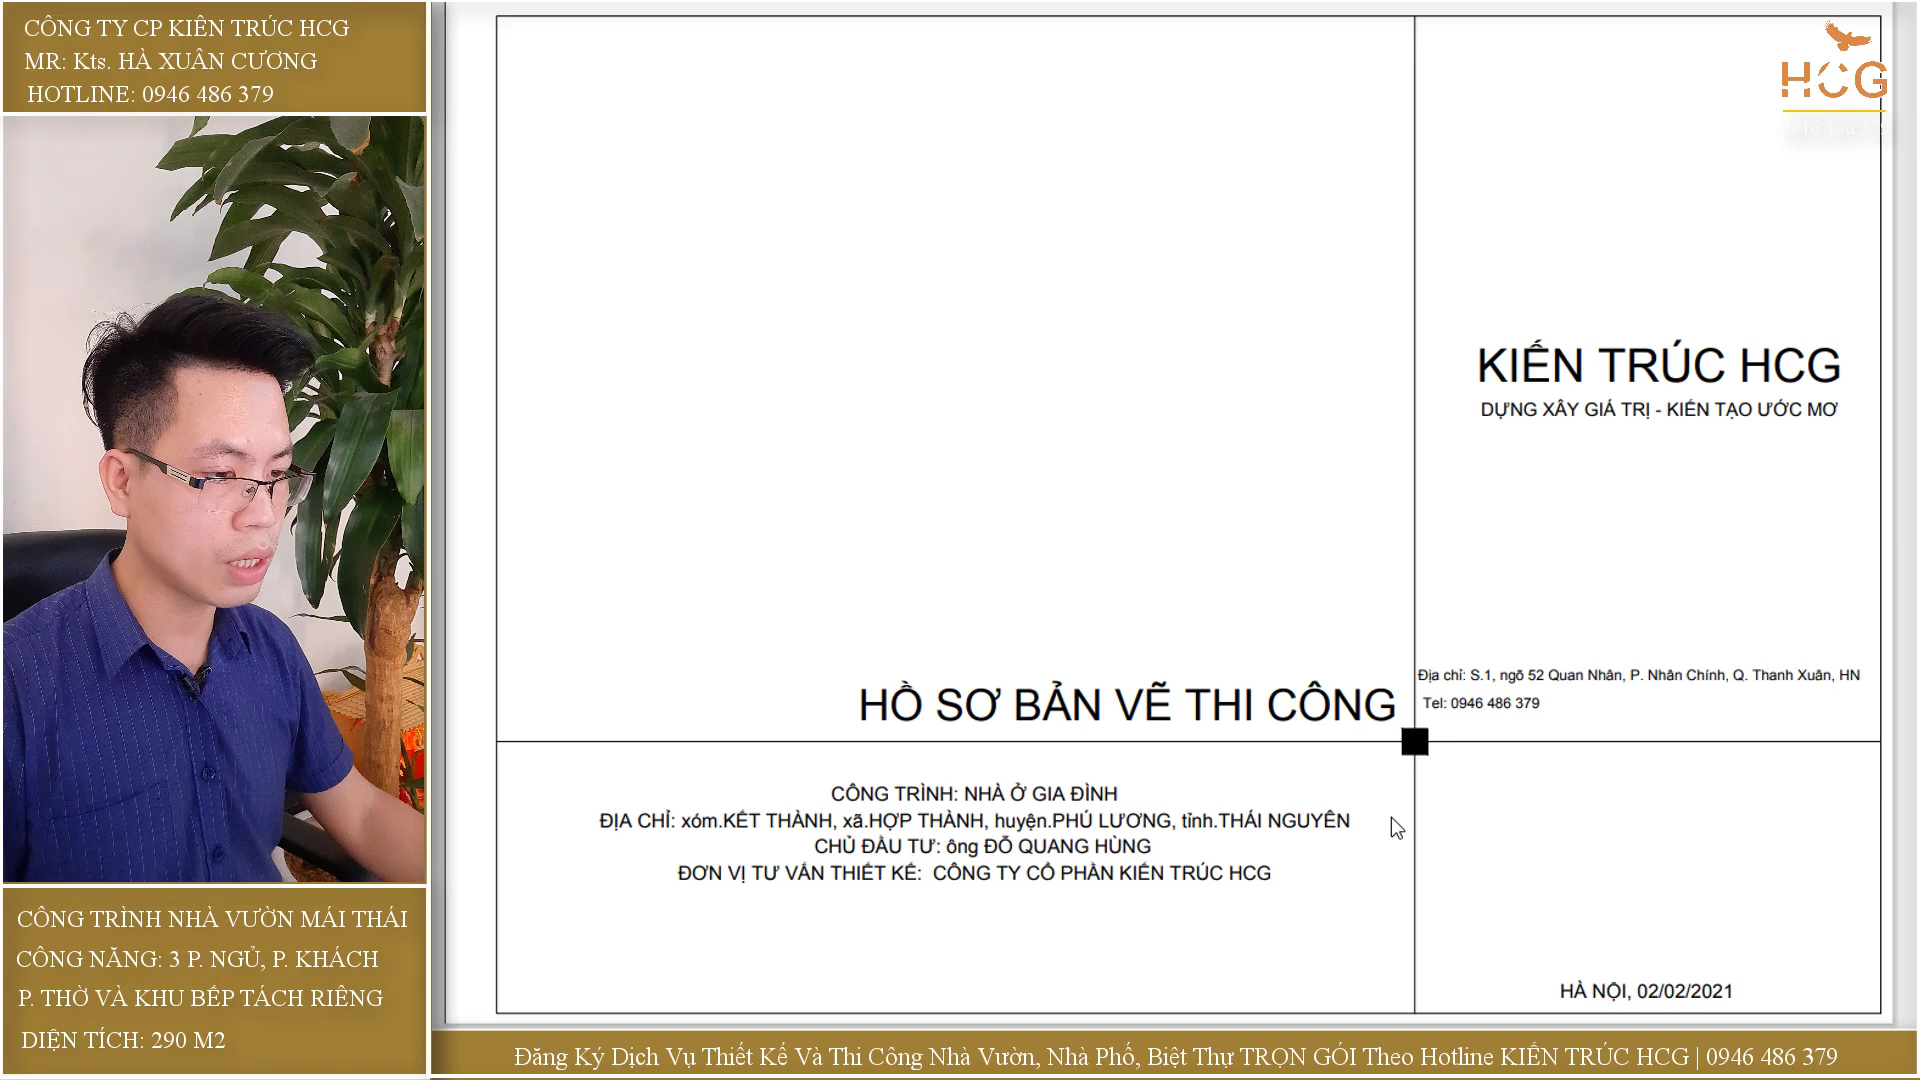 CÔNG TY CP KIÊN TRÚC HCG
MR: Kts. HÀ XUÂN CƯƠNG
HOTLINE: 0946 486 379
HCG
KIẾN TRÚC HCG
DỰNG XÂY GIÁ TRỊ - KIẾN TẠO ƯỚC MƠ
Địa chỉ: S.1, ngõ 52 Quan Nhân, P. Nhân Chính, Q. Thanh Xuân, HN
Tel: 0946 486 379
HỒ SƠ BẢN VẼ THI CÔNG
CÔNG TRÌNH: NHÀ Ở GIA ĐÌNH
ĐỊA CHỈ: xóm.KẾT THÀNH, xã.HỢP THÀNH, huyện.PHÚ LƯƠNG, tỉnh.THÁI NGUYÊN
CHỦ ĐẦU TƯ: ông ĐỖ QUANG HÙNG
ĐƠN VỊ TƯ VẤN THIẾT KẾ: CÔNG TY CỔ PHẦN KIẾN TRÚC HCG
HÀ NỘI, 02/02/2021
CÔNG TRÌNH NHÀ VƯỜN MÁI THÁI
CÔNG NĂNG: 3 P. NGỦ, P. KHÁCH
P. THỜ VÀ KHU BẾP TÁCH RIÊNG
DIỆN TÍCH: 290 M2
Đăng Ký Dịch Vụ Thiết Kế Và Thi Công Nhà Vườn, Nhà Phố, Biệt Thự TRỌN GÓI Theo Hotline KIẾN TRÚC HCG | 0946 486 379